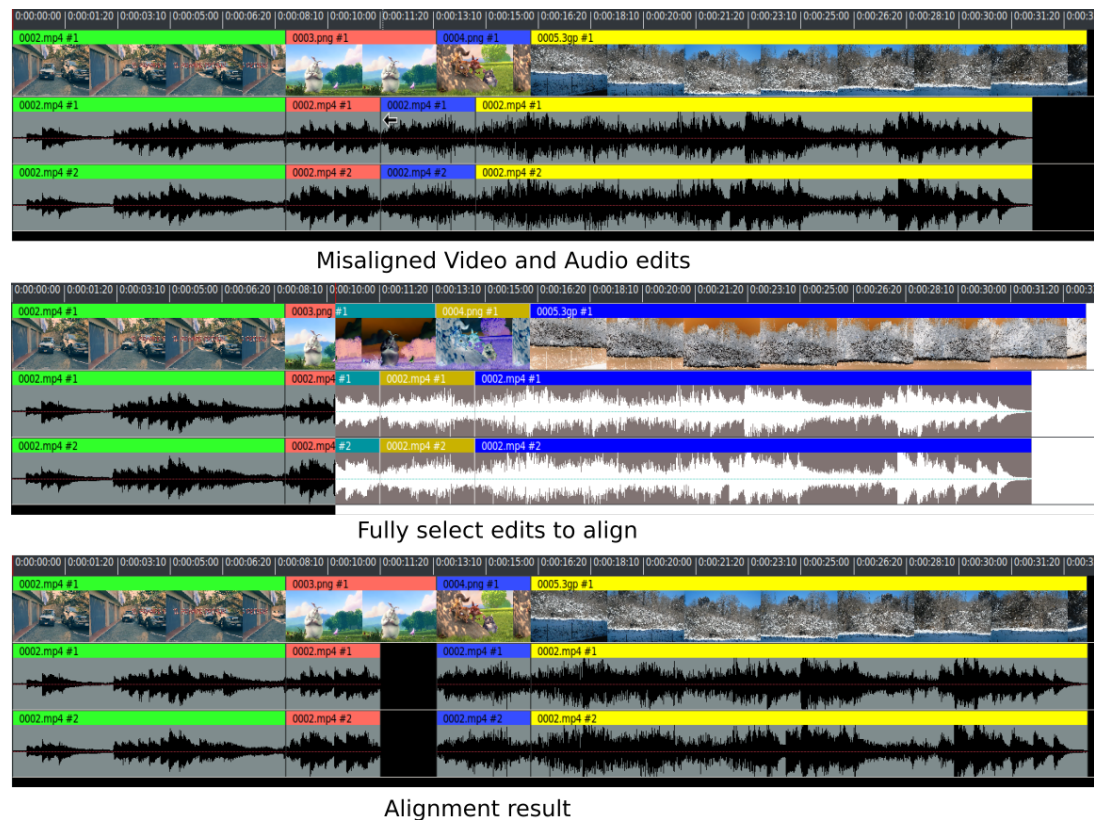 0:00:00:00 0:00:01:20 0:00:03:10 0:00:05:00 0:00:06:20 0:00:08:10 0:00:10:00 0:00:11:20 0:00:13:10 0:00:15:00 0:00:16:20 0:00:18:10 0:00:20:00 0:00:21:20 0:00:23:10 0:00:25:00 0:00:26:20 0:00:28:10 0:00:30:00 0:00:31:20
0002.mp4 #1 0003.png #1 0004.png #1 0005.3gp #1
0002.mp4 #1 0002.mp4 #1 0002.mp4 #1 0002.mp4 #1
0002.mp4 #2 0002.mp4 #2 0002.mp4 #2 0002.mp4 #2
Misaligned Video and Audio edits
0:00:00:00 0:00:01:20 0:00:03:10 0:00:05:00 0:00:06:20 0:00:08:10 0:00:10:00 0:00:11:20 0:00:13:10 0:00:15:00 0:00:16:20 0:00:18:10 0:00:20:00 0:00:21:20 0:00:23:10 0:00:25:00 0:00:26:20 0:00:28:10 0:00:30:00 0:00:31:20
0002.mp4 #1 0003.png #1 0004.png #1 0005.3gp #1
0002.mp4 #1 0002.mp4 #1 0002.mp4 #1 0002.mp4 #1
0002.mp4 #2 0002.mp4 #2 0002.mp4 #2 0002.mp4 #2
Fully select edits to align
0:00:00:00 0:00:01:20 0:00:03:10 0:00:05:00 0:00:06:20 0:00:08:10 0:00:10:00 0:00:11:20 0:00:13:10 0:00:15:00 0:00:16:20 0:00:18:10 0:00:20:00 0:00:21:20 0:00:23:10 0:00:25:00 0:00:26:20 0:00:28:10 0:00:30:00 0:00:31:20
0002.mp4 #1 0003.png #1 0004.png #1 0005.3gp #1
0002.mp4 #1 0002.mp4 #1 0002.mp4 #1 0002.mp4 #1
0002.mp4 #2 0002.mp4 #2 0002.mp4 #2 0002.mp4 #2
Alignment result